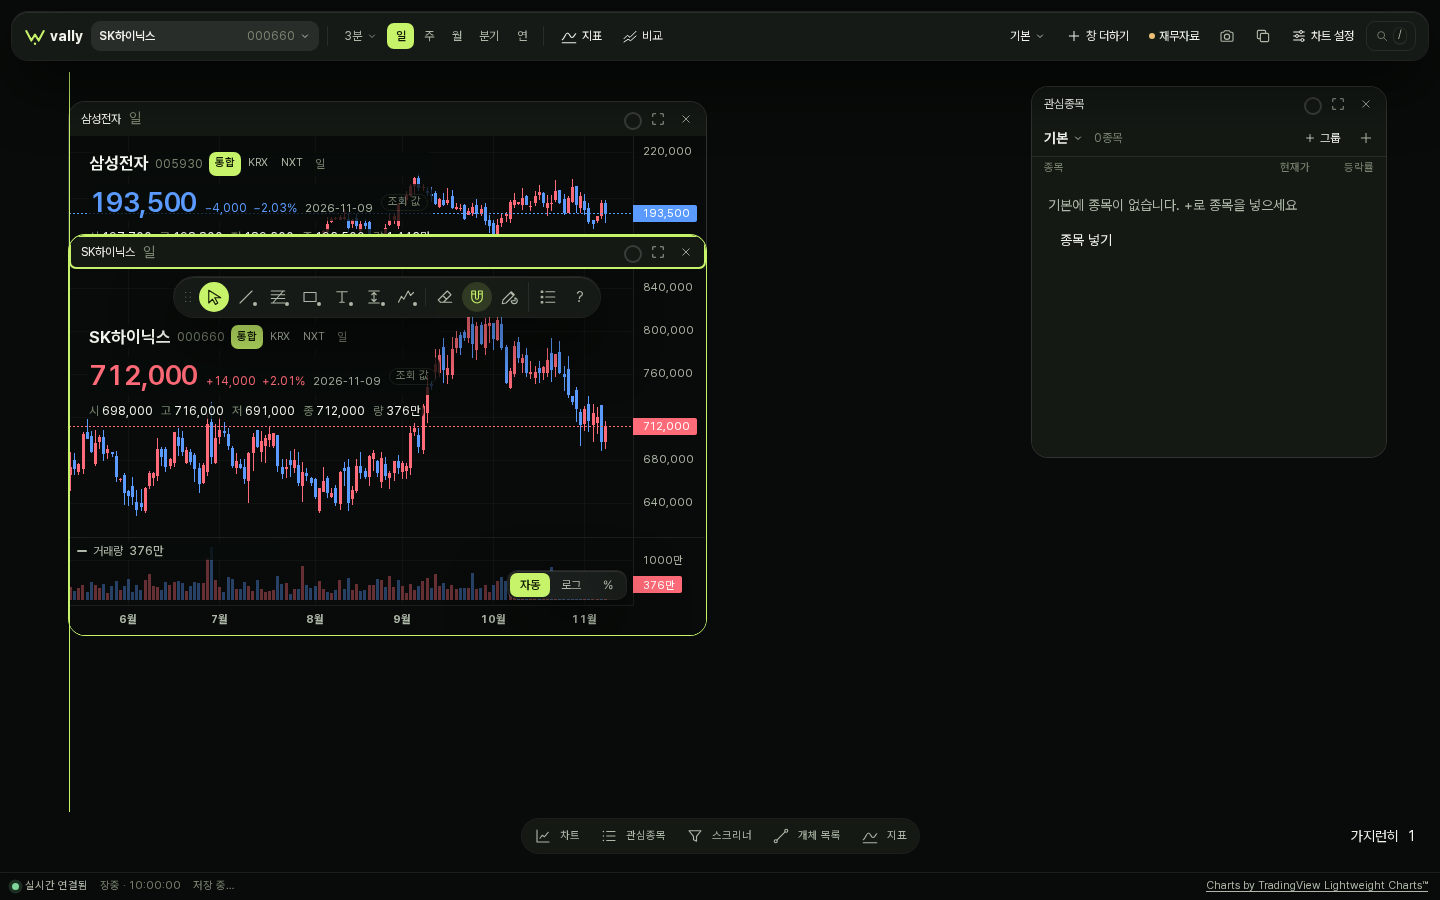 vally SK하이닉스 000660 3분 일 주 월 분기 연 지표 비교 기본 창 더하기 재무자료 차트 설정 /
삼성전자 일
삼성전자 005930 통합 KRX NXT 일
193,500 −4,000 −2.03% 2026-11-09 조회 값
220,000
193,500
SK하이닉스 일
T ?
SK하이닉스 000660 통합 KRX NXT 일
712,000 +14,000 +2.01% 2026-11-09 조회 값
시 698,000 고 716,000 저 691,000 종 712,000 량 376만
840,000
800,000
760,000
712,000
680,000
640,000
거래량 376만
1000만
376만
자동 로그 %
6월 7월 8월 9월 10월 11월
관심종목
기본 0종목 + 그룹 +
종목 현재가 등락률
기본에 종목이 없습니다. +로 종목을 넣으세요
종목 넣기
차트 관심종목 스크리너 개체 목록 지표
가지런히 1
실시간 연결됨 장중 · 10:00:00 저장 중…
Charts by TradingView Lightweight Charts™